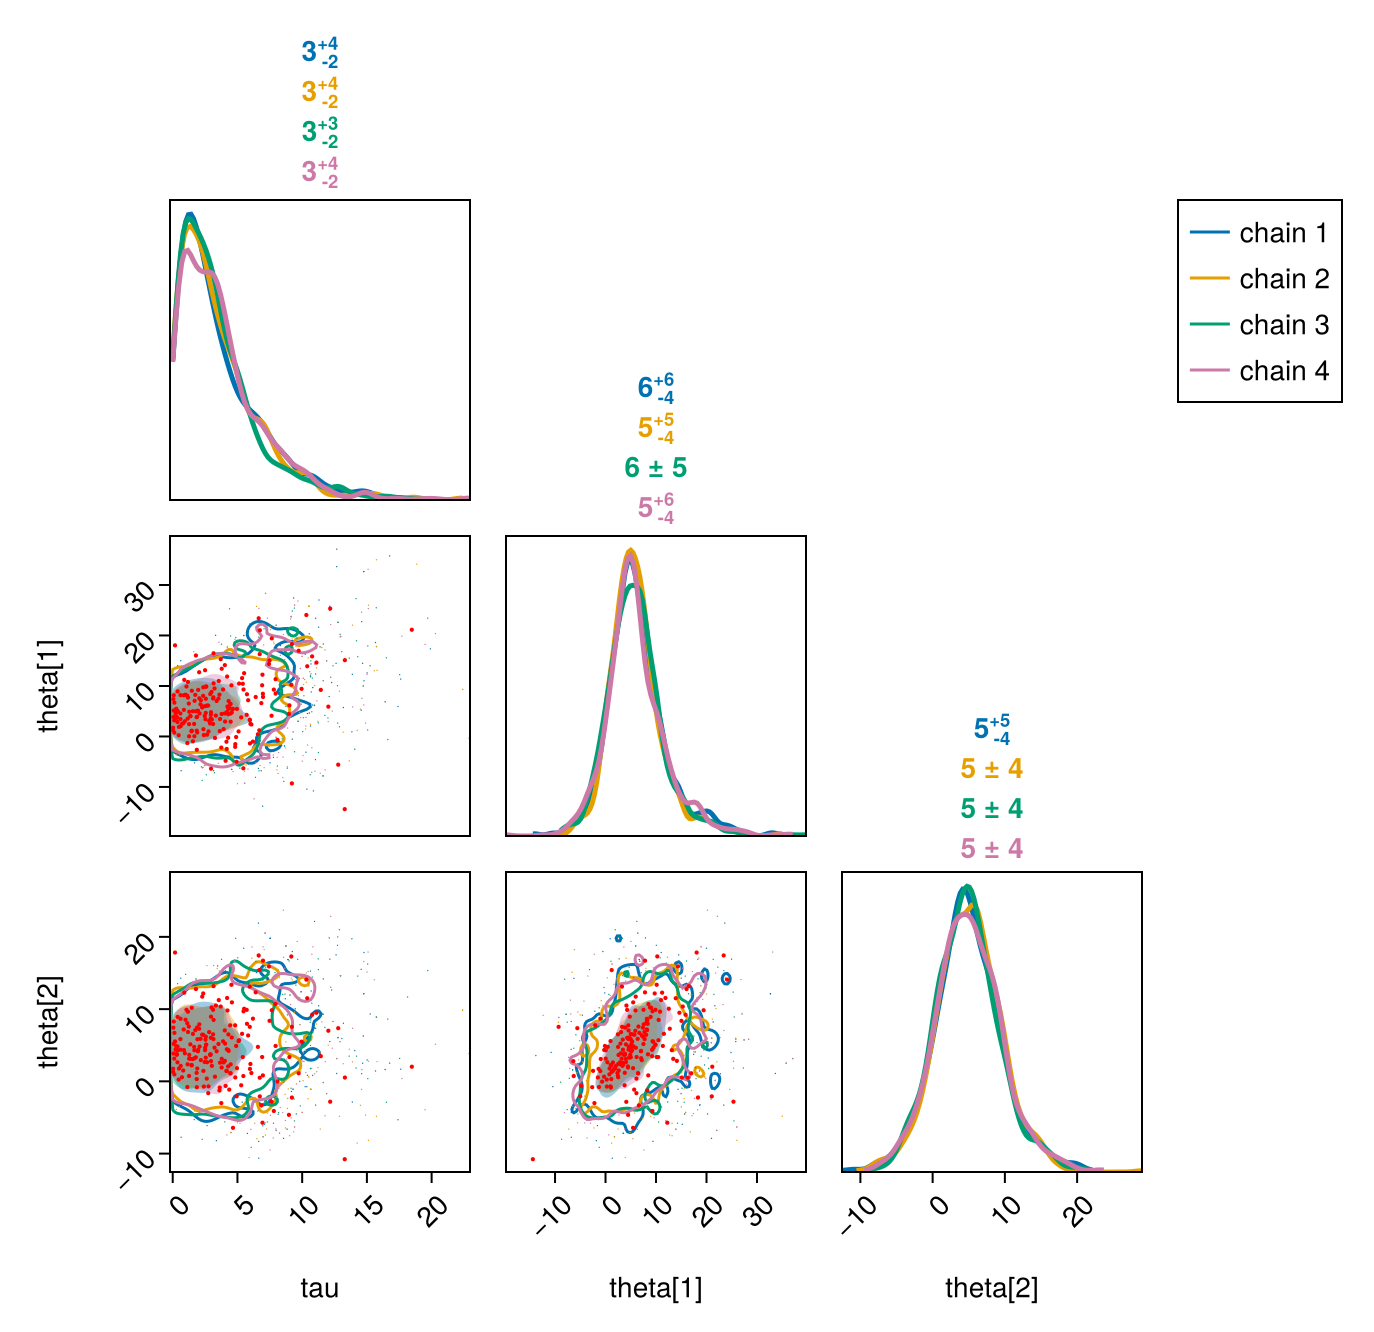 3+4-2
3+4-2
3+3-2
3+4-2
chain 1
chain 2
chain 3
chain 4
6+6-4
5+5-4
6 ± 5
5+6-4
theta[1]
30
20
10
0
−10
5+5-4
5 ± 4
5 ± 4
5 ± 4
theta[2]
20
10
0
−10
0 5 10 15 20
−10 0 10 20 30
−10 0 10 20
tau theta[1] theta[2]